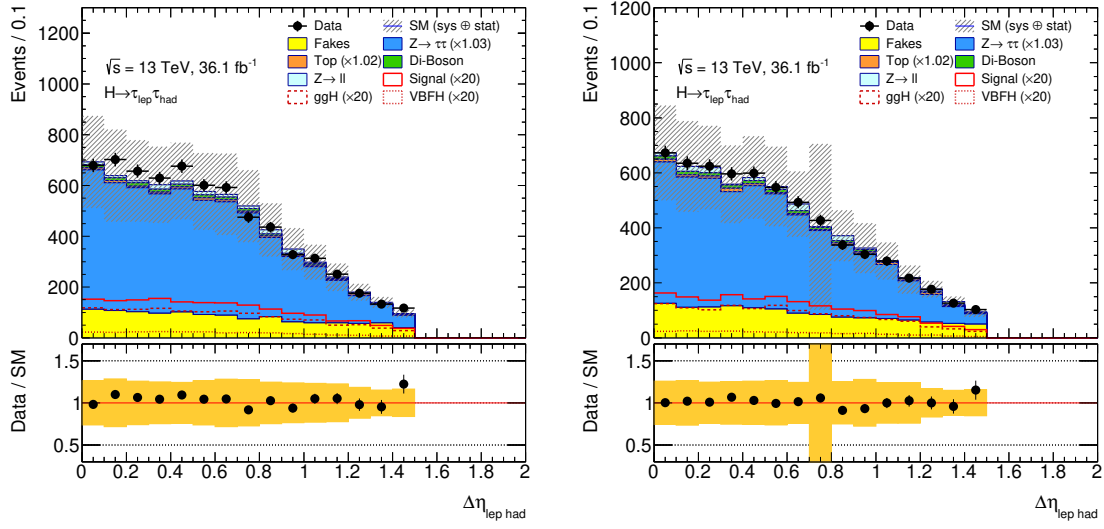 Events / 0.1
1200
1000
800
600
400
200
0
Data
SM (sys ⊕ stat)
Fakes
Z→ ττ (×1.03)
Top (×1.02)
Di-Boson
Z→ ll
Signal (×20)
ggH (×20)
VBFH (×20)
√s = 13 TeV, 36.1 fb⁻¹
H→τlepτhad
Data / SM
1.5
1
0.5
0 0.2 0.4 0.6 0.8 1 1.2 1.4 1.6 1.8 2
Δηlep had
Events / 0.1
1200
1000
800
600
400
200
0
Data
SM (sys ⊕ stat)
Fakes
Z→ ττ (×1.03)
Top (×1.02)
Di-Boson
Z→ ll
Signal (×20)
ggH (×20)
VBFH (×20)
√s = 13 TeV, 36.1 fb⁻¹
H→τlepτhad
Data / SM
1.5
1
0.5
0 0.2 0.4 0.6 0.8 1 1.2 1.4 1.6 1.8 2
Δηlep had